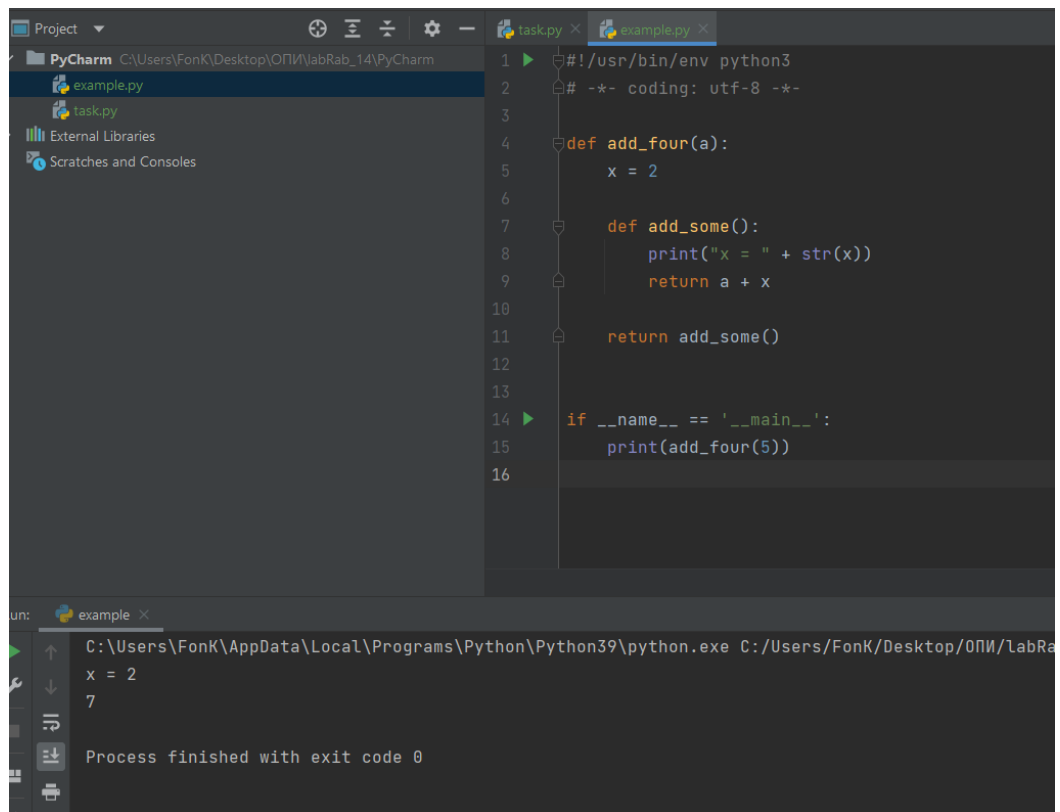 Project
PyCharm C:\Users\FonK\Desktop\ОПИ\labRab_14\PyCharm
example.py
task.py
External Libraries
Scratches and Consoles
task.py
example.py
1 #!/usr/bin/env python3
2 # -*- coding: utf-8 -*-
3
4 def add_four(a):
5 x = 2
6
7 def add_some():
8 print("x = " + str(x))
9 return a + x
10
11 return add_some()
12
13
14 if __name__ == '__main__':
15 print(add_four(5))
16
un: example
C:\Users\FonK\AppData\Local\Programs\Python\Python39\python.exe C:/Users/FonK/Desktop/ОПИ/labRa
x = 2
7
Process finished with exit code 0